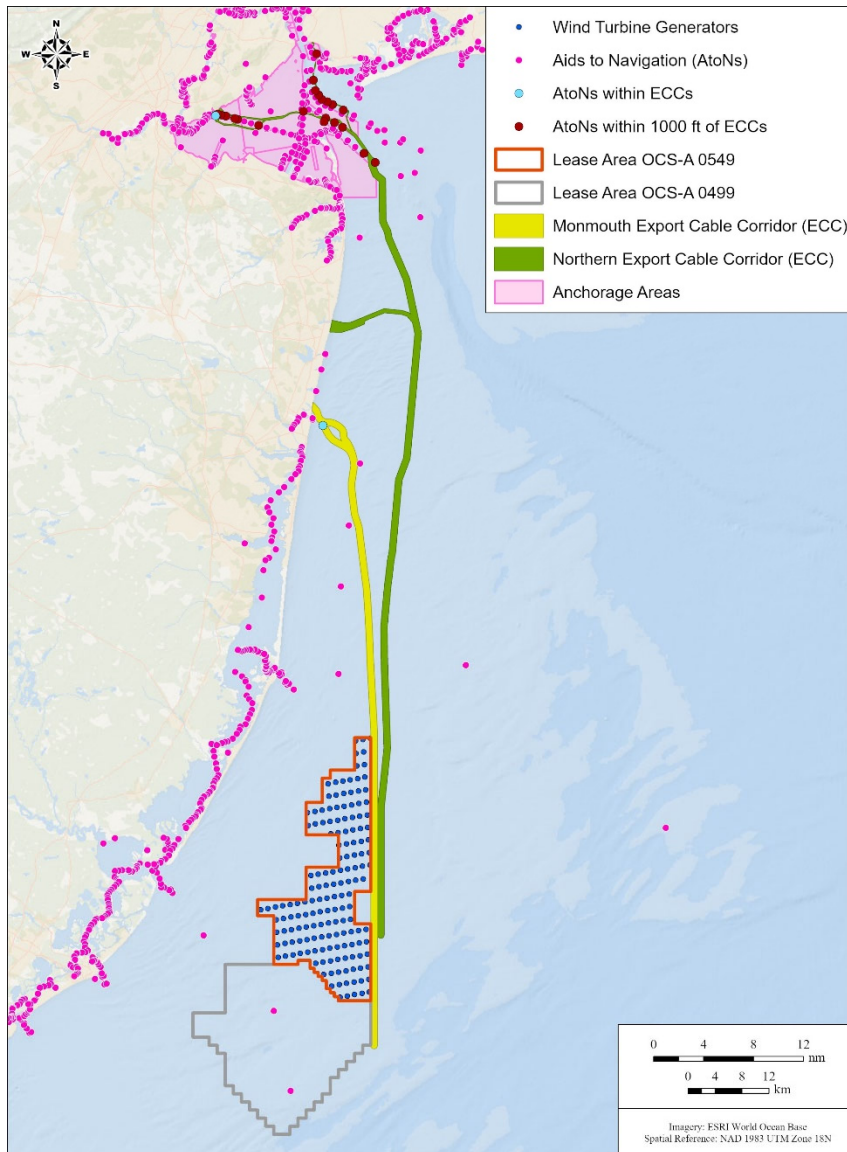 N
W E
S
Wind Turbine Generators
Aids to Navigation (AtoNs)
AtoNs within ECCs
AtoNs within 1000 ft of ECCs
Lease Area OCS-A 0549
Lease Area OCS-A 0499
Monmouth Export Cable Corridor (ECC)
Northern Export Cable Corridor (ECC)
Anchorage Areas
0 4 8 12
nm
0 4 8 12
km
Imagery: ESRI World Ocean Base
Spatial Reference: NAD 1983 UTM Zone 18N